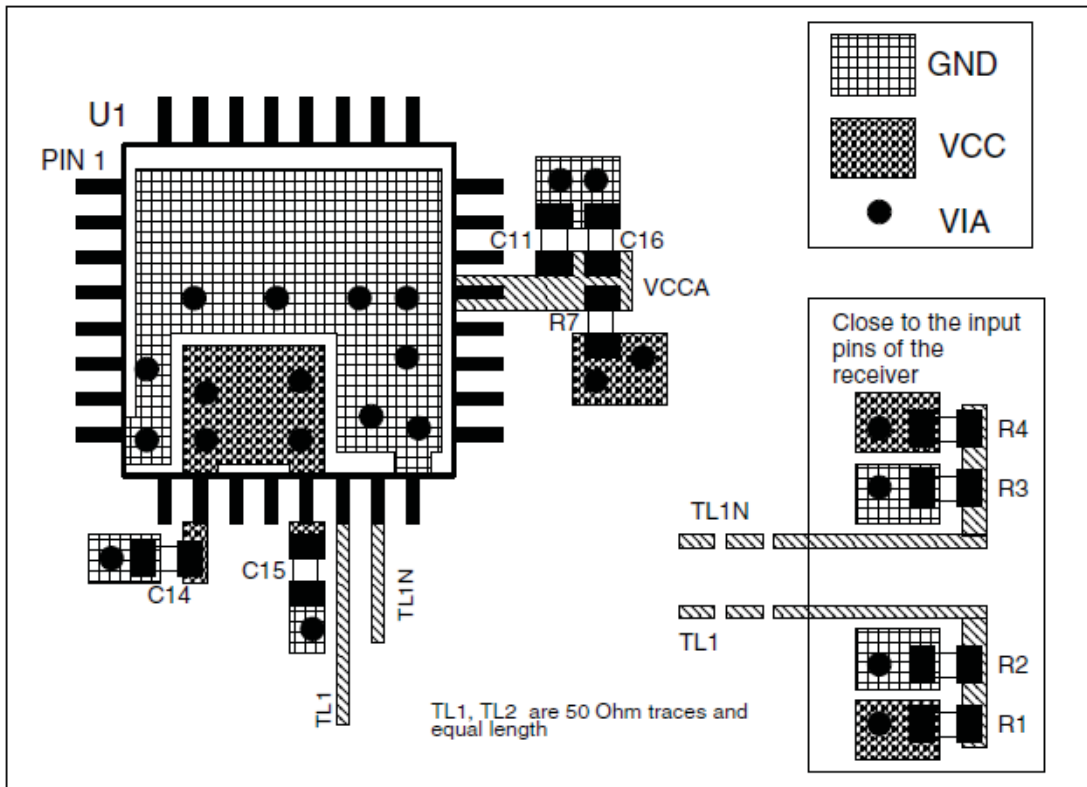 U1
PIN 1
GND
VCC
VIA
C11
C16
VCCA
R7
Close to the input
pins of the
receiver
R4
R3
TL1N
TL1
R2
R1
C14
C15
TL1
TL1N
TL1, TL2 are 50 Ohm traces and
equal length